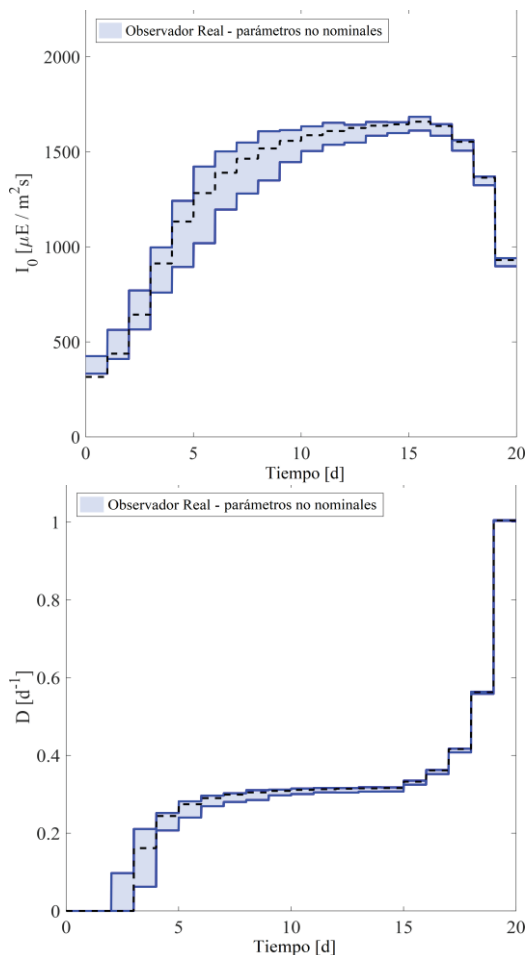 Observador Real - parámetros no nominales
2000
1500
1000
500
0
I₀ [μE / m²s]
0 5 10 15 20
Tiempo [d]
Observador Real - parámetros no nominales
1
0.8
0.6
0.4
0.2
0
D [d⁻¹]
0 5 10 15 20
Tiempo [d]